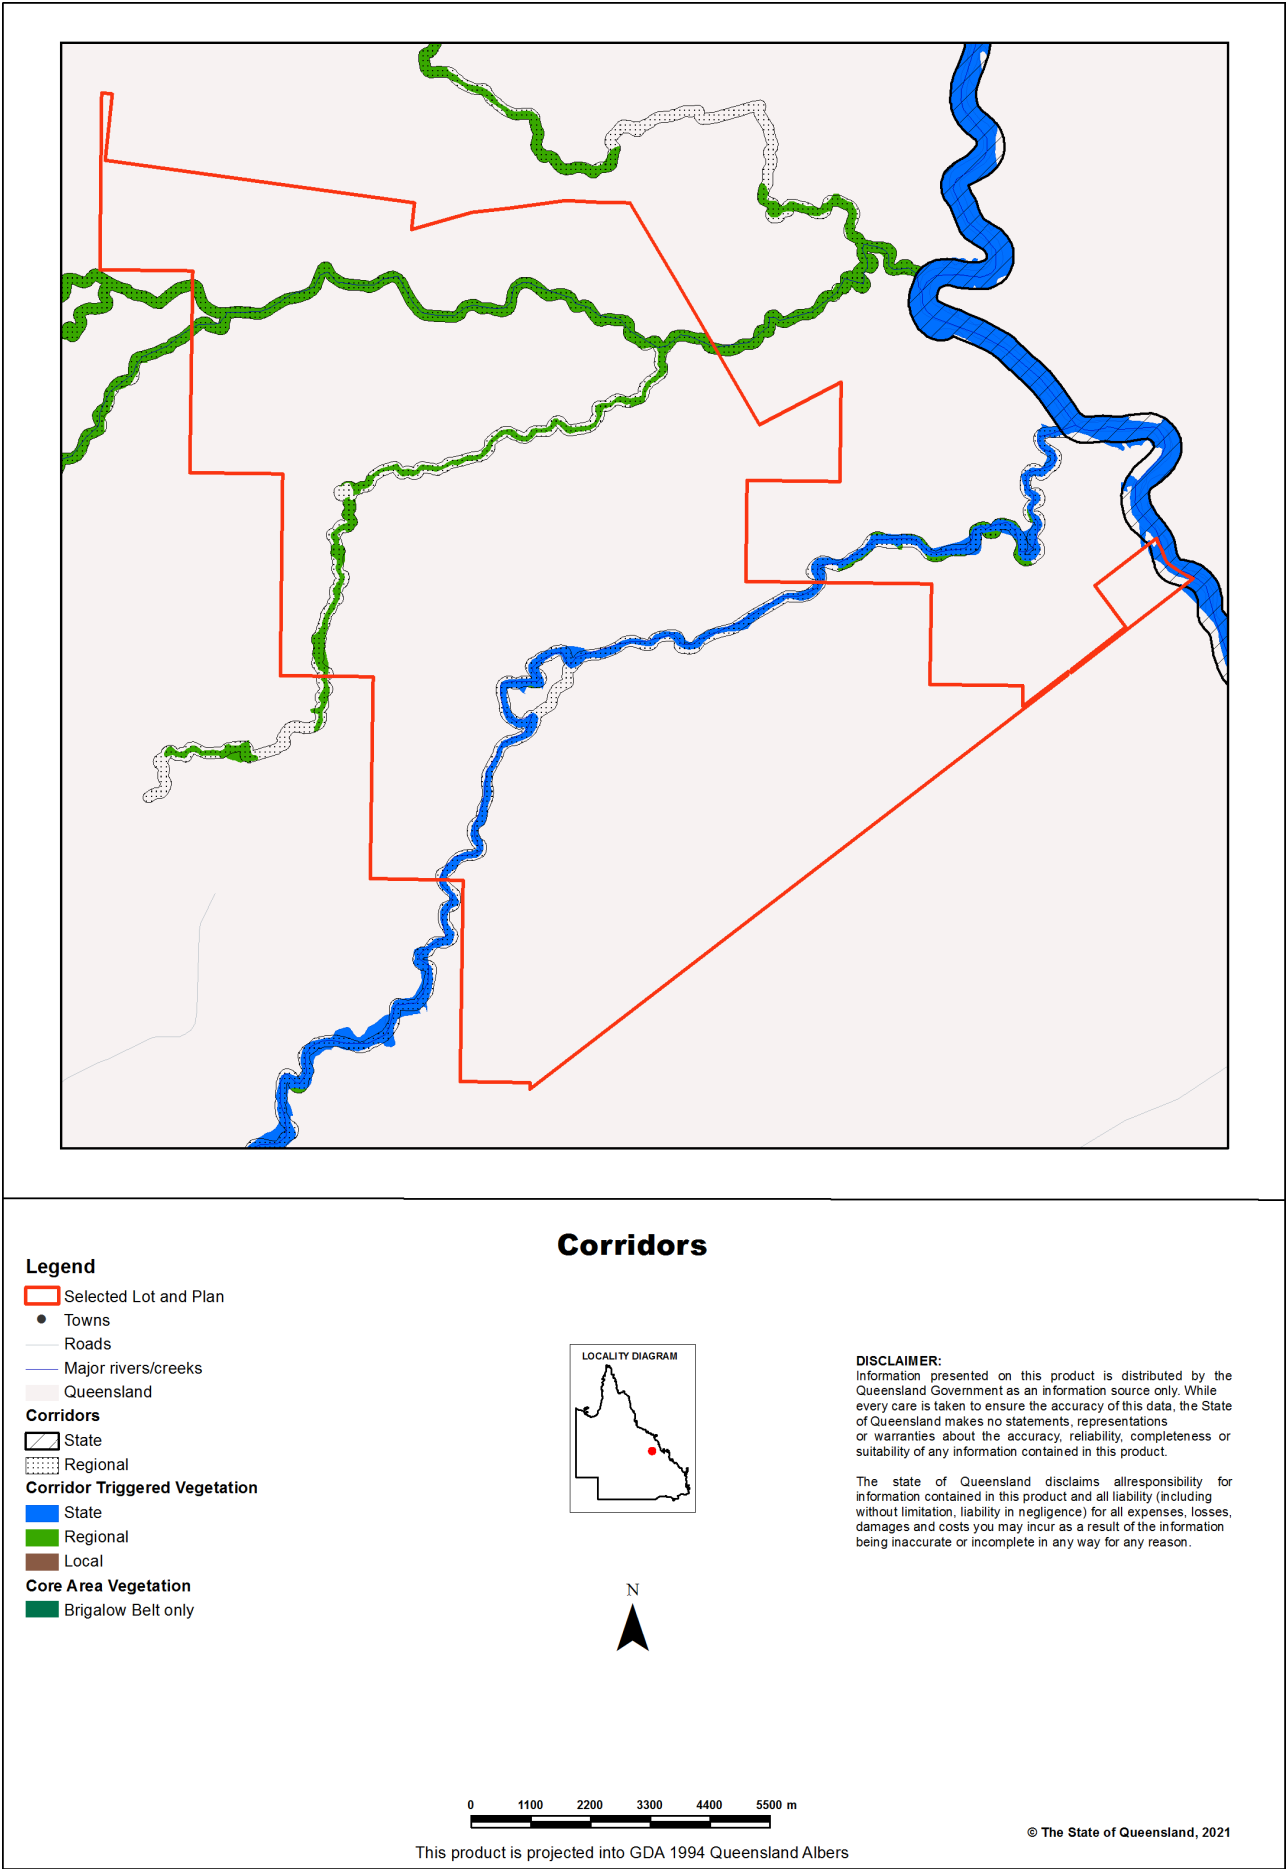 Corridors
Legend
Selected Lot and Plan
Towns
Roads
Major rivers/creeks
Queensland
Corridors
State
Regional
Corridor Triggered Vegetation
State
Regional
Local
Core Area Vegetation
Brigalow Belt only
LOCALITY DIAGRAM
N
DISCLAIMER:
Information presented on this product is distributed by the
Queensland Government as an information source only. While
every care is taken to ensure the accuracy of this data, the State
of Queensland makes no statements, representations
or warranties about the accuracy, reliability, completeness or
suitability of any information contained in this product.
The state of Queensland disclaims allresponsibility for
information contained in this product and all liability (including
without limitation, liability in negligence) for all expenses, losses,
damages and costs you may incur as a result of the information
being inaccurate or incomplete in any way for any reason.
0 1100 2200 3300 4400 5500 m
© The State of Queensland, 2021
This product is projected into GDA 1994 Queensland Albers